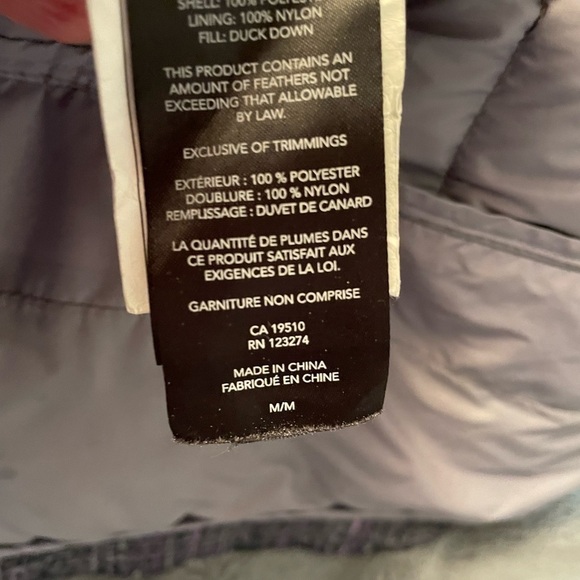 SHELL: 100% POLYESTER
LINING: 100% NYLON
FILL: DUCK DOWN
THIS PRODUCT CONTAINS AN
AMOUNT OF FEATHERS NOT
EXCEEDING THAT ALLOWABLE
BY LAW.
EXCLUSIVE OF TRIMMINGS
EXTÉRIEUR : 100 % POLYESTER
DOUBLURE : 100 % NYLON
REMPLISSAGE : DUVET DE CANARD
LA QUANTITÉ DE PLUMES DANS
CE PRODUIT SATISFAIT AUX
EXIGENCES DE LA LOI.
GARNITURE NON COMPRISE
CA 19510
RN 123274
MADE IN CHINA
FABRIQUÉ EN CHINE
M/M